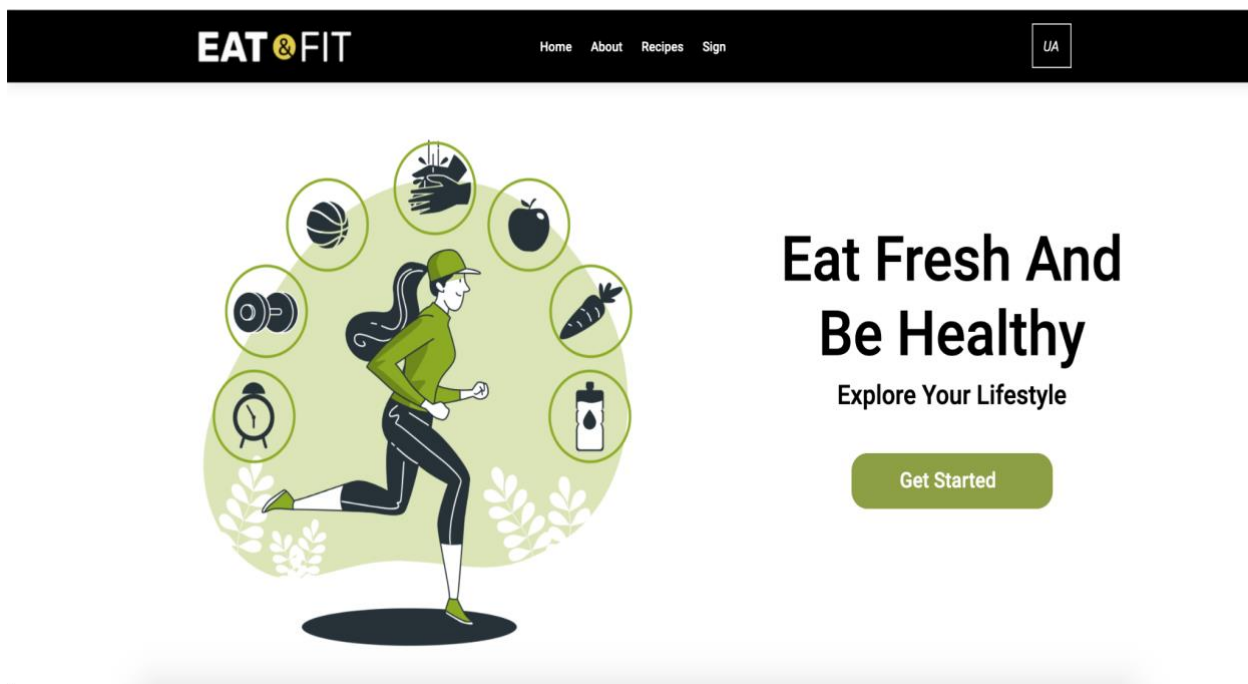 EAT & FIT
Home About Recipes Sign
UA
Eat Fresh And
Be Healthy
Explore Your Lifestyle
Get Started